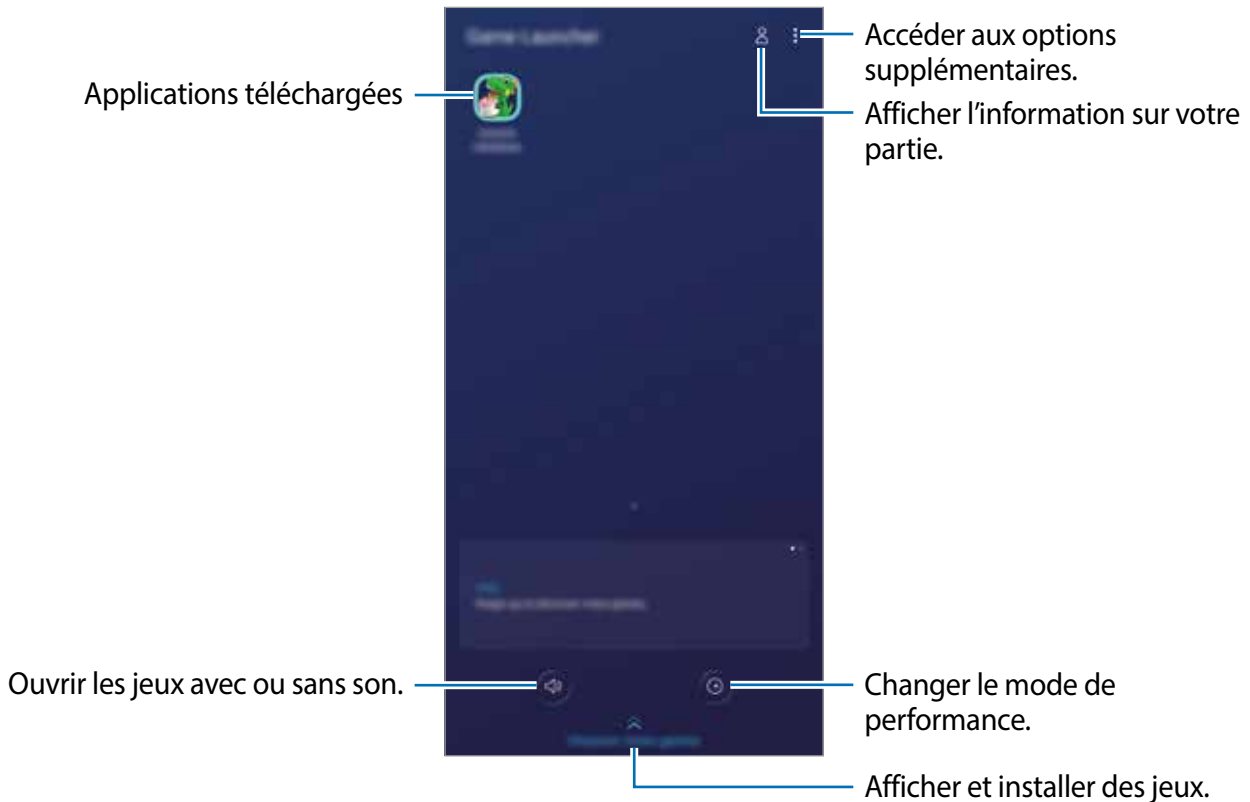 Game Launcher
Accéder aux options
supplémentaires.
Applications téléchargées
Afficher l'information sur votre
partie.
Ouvrir les jeux avec ou sans son.
Changer le mode de
performance.
Afficher et installer des jeux.